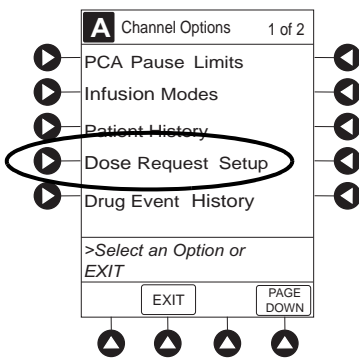 A Channel Options 1 of 2
PCA Pause Limits
Infusion Modes
Patient History
Dose Request Setup
Drug Event History
>Select an Option or
EXIT
EXIT
PAGE
DOWN